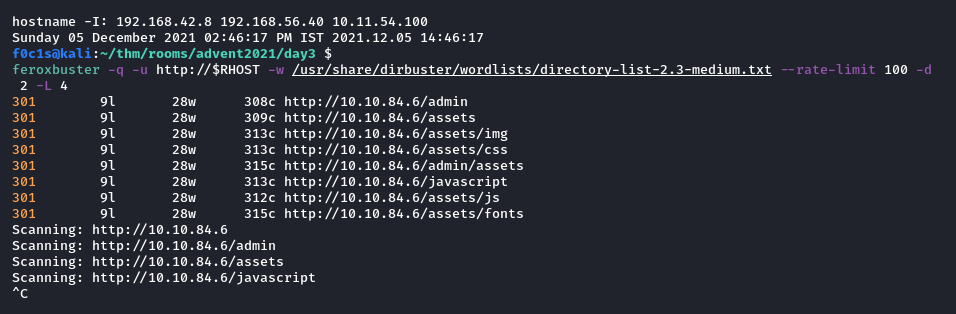 hostname -I: 192.168.42.8 192.168.56.40 10.11.54.100
Sunday 05 December 2021 02:46:17 PM IST 2021.12.05 14:46:17
f0c1s@kali:~/thm/rooms/advent2021/day3 $
feroxbuster -q -u http://$RHOST -w /usr/share/dirbuster/wordlists/directory-list-2.3-medium.txt --rate-limit 100 -d
2 -L 4
301 9l 28w 308c http://10.10.84.6/admin
301 9l 28w 309c http://10.10.84.6/assets
301 9l 28w 313c http://10.10.84.6/assets/img
301 9l 28w 313c http://10.10.84.6/assets/css
301 9l 28w 315c http://10.10.84.6/admin/assets
301 9l 28w 313c http://10.10.84.6/javascript
301 9l 28w 312c http://10.10.84.6/assets/js
301 9l 28w 315c http://10.10.84.6/assets/fonts
Scanning: http://10.10.84.6
Scanning: http://10.10.84.6/admin
Scanning: http://10.10.84.6/assets
Scanning: http://10.10.84.6/javascript
^C